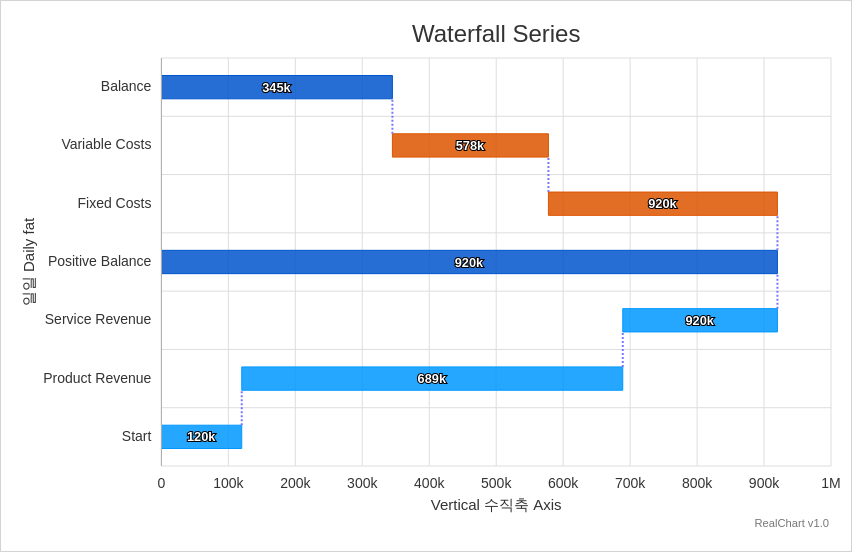 Waterfall Series
Balance
345k
Variable Costs
578k
Fixed Costs
920k
일일 Daily fat
Positive Balance
920k
Service Revenue
920k
Product Revenue
689k
Start
120k
0 100k 200k 300k 400k 500k 600k 700k 800k 900k 1M
Vertical 수직축 Axis
RealChart v1.0